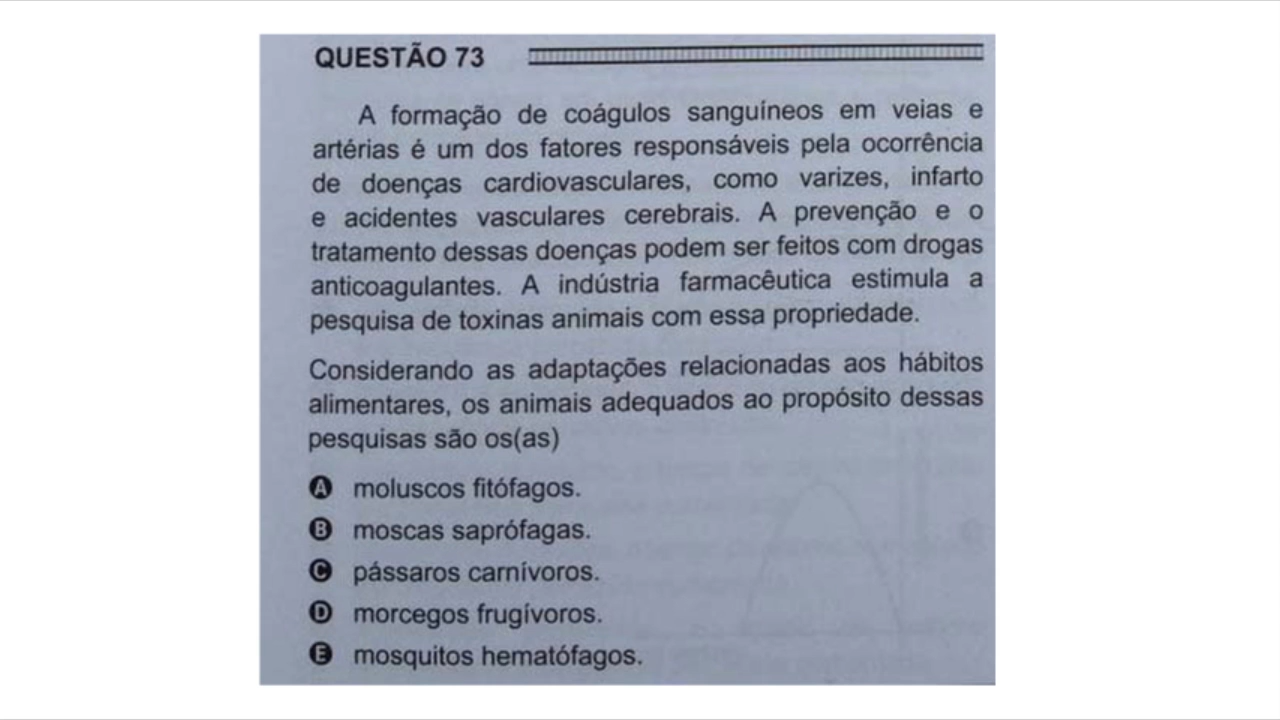 QUESTÃO 73
A formação de coágulos sanguíneos em veias e
artérias é um dos fatores responsáveis pela ocorrência
de doenças cardiovasculares, como varizes, infarto
e acidentes vasculares cerebrais. A prevenção e o
tratamento dessas doenças podem ser feitos com drogas
anticoagulantes. A indústria farmacêutica estimula a
pesquisa de toxinas animais com essa propriedade.
Considerando as adaptações relacionadas aos hábitos
alimentares, os animais adequados ao propósito dessas
pesquisas são os(as)
A moluscos fitófagos.
B moscas saprófagas.
C pássaros carnívoros.
D morcegos frugívoros.
E mosquitos hematófagos.